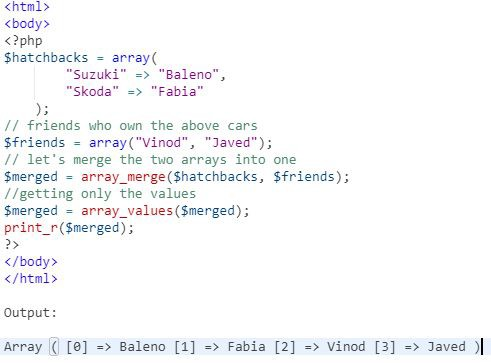 <html>
<body>
<?php
$hatchbacks = array(
"Suzuki" => "Baleno",
"Skoda" => "Fabia"
);
// friends who own the above cars
$friends = array("Vinod", "Javed");
// let's merge the two arrays into one
$merged = array_merge($hatchbacks, $friends);
//getting only the values
$merged = array_values($merged);
print_r($merged);
?>
</body>
</html>
Output:
Array ( [0] => Baleno [1] => Fabia [2] => Vinod [3] => Javed )